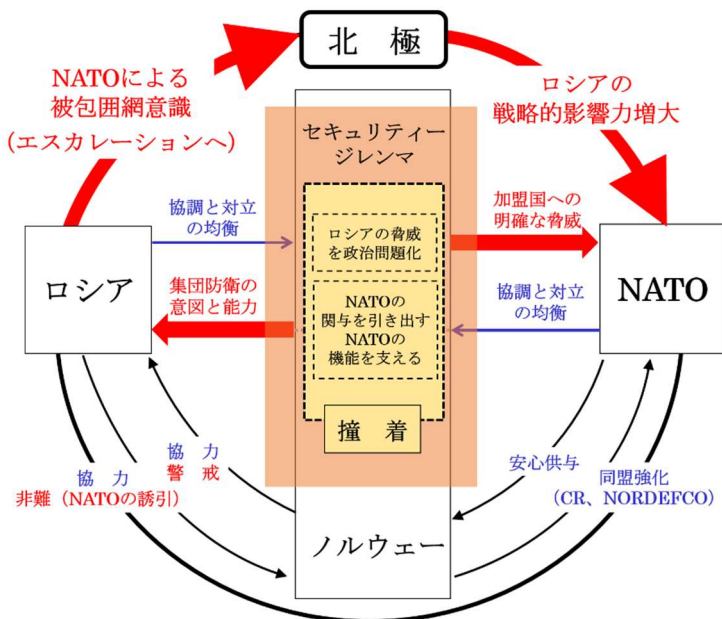 北　極
NATOによる
被包囲網意識
(エスカレーションへ)
ロシアの
戦略的影響力増大
セキュリティー
ジレンマ
協調と対立
の均衡
ロシアの脅威
を政治問題化
加盟国への
明確な脅威
ロシア
集団防衛の
意図と能力
NATOの
関与を引き出す
NATOの
機能を支える
協調と対立
の均衡
NATO
撞　着
協　力
警　戒
協　力
非難（NATOの誘引）
安心供与
同盟強化
（CR、NORDEFCO）
ノルウェー